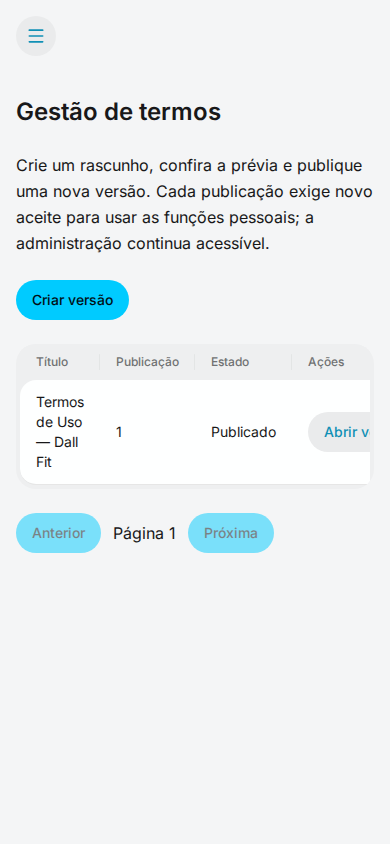 Gestão de termos
Crie um rascunho, confira a prévia e publique
uma nova versão. Cada publicação exige novo
aceite para usar as funções pessoais; a
administração continua acessível.
Criar versão
Título Publicação Estado Ações
Termos
de Uso
— Dall
Fit
1
Publicado
Abrir v
Anterior Página 1 Próxima